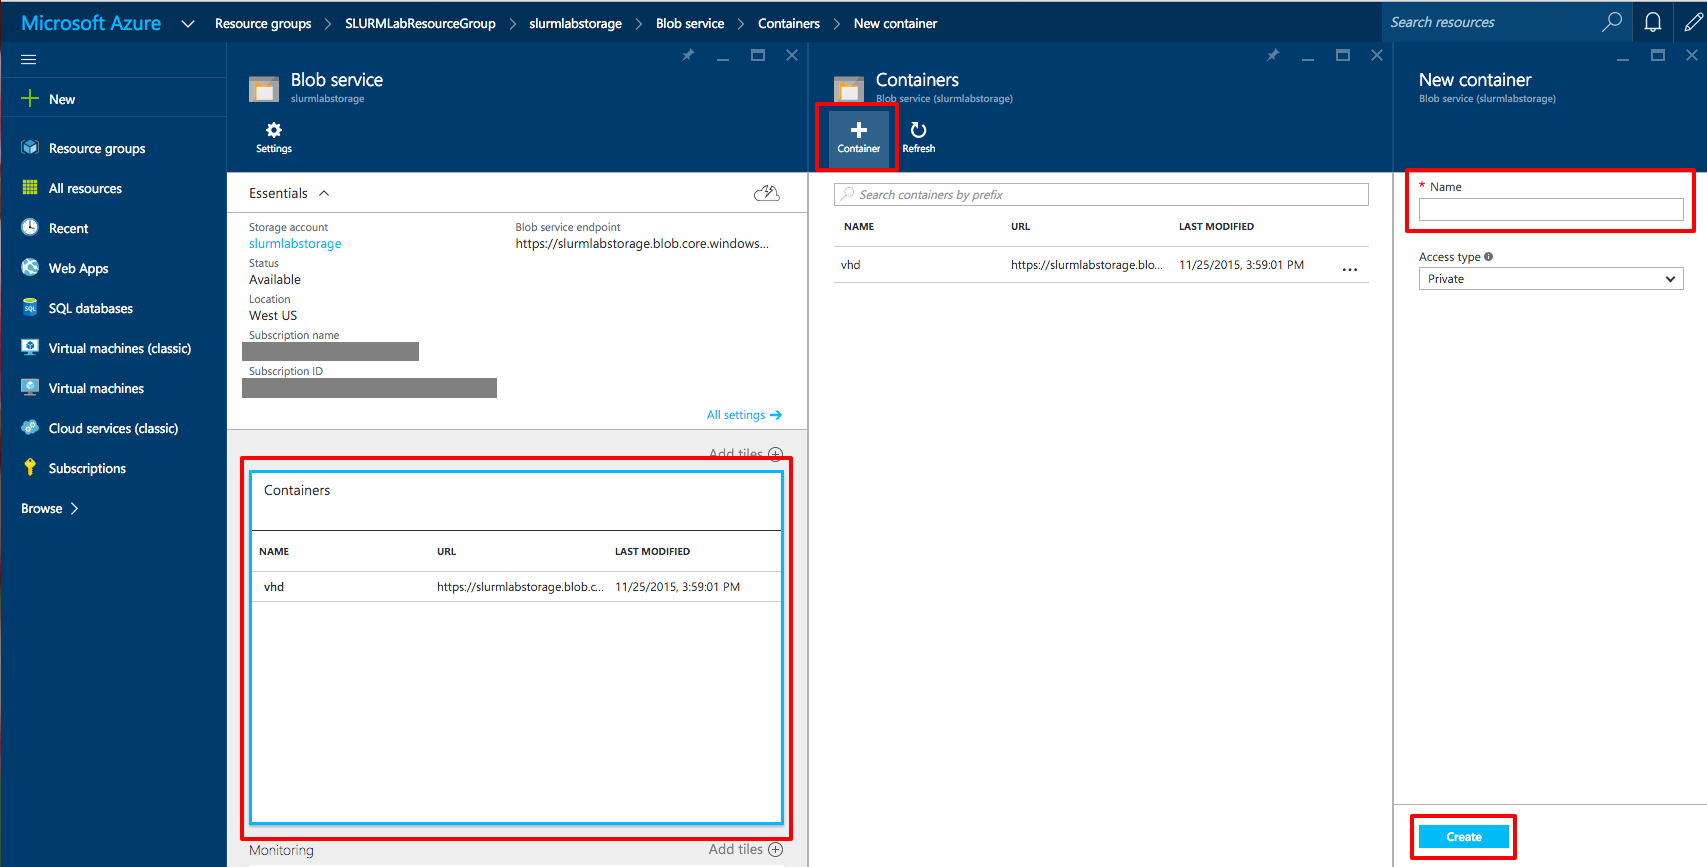 Microsoft Azure
Resource groups
SLURMLabResourceGroup
slurmlabstorage
Blob service
Containers
New container
Search resources
New
Resource groups
All resources
Recent
Web Apps
SQL
SQL databases
Virtual machines (classic)
Virtual machines
Cloud services (classic)
Subscriptions
Browse
Blob service
slurmlabstorage
Settings
Essentials
Storage account
slurmlabstorage
Status
Available
Location
West US
Subscription name
Subscription ID
Blob service endpoint
https://slurmlabstorage.blob.core.windows...
All settings
Add tiles
Containers
NAME URL LAST MODIFIED
vhd https://slurmlabstorage.blob.c... 11/25/2015, 3:59:01 PM
Monitoring
Add tiles
Containers
Blob service (slurmlabstorage)
Container
Refresh
Search containers by prefix
NAME URL LAST MODIFIED
vhd https://slurmlabstorage.blo... 11/25/2015, 3:59:01 PM ...
New container
Blob service (slurmlabstorage)
* Name
Access type
Private
Create